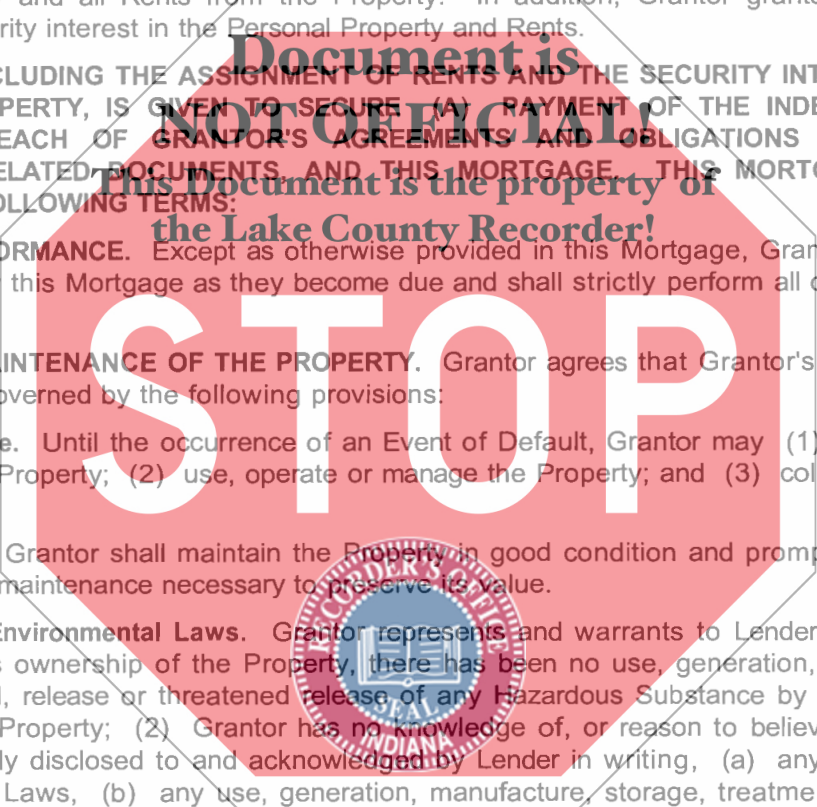 and all Rents from the Property. In addition, Grantor grants
rity interest in the Personal Property and Rents.
Document is
CLUDING THE ASSIGNMENT OF RENTS AND THE SECURITY INT
PERTY, IS GIVEN TO SECURE (A) PAYMENT OF THE INDE
NOT OFFICIAL!
EACH OF GRANTOR'S AGREEMENTS AND OBLIGATIONS
ELATED DOCUMENTS, AND THIS MORTGAGE. THIS MORTG
This Document is the property of
OLLOWING TERMS:
the Lake County Recorder!
ORMANCE. Except as otherwise provided in this Mortgage, Gran
this Mortgage as they become due and shall strictly perform all o
STOP
INTENANCE OF THE PROPERTY. Grantor agrees that Grantor's
overned by the following provisions:
e. Until the occurrence of an Event of Default, Grantor may (1)
Property; (2) use, operate or manage the Property; and (3) col
Grantor shall maintain the Property in good condition and promp
maintenance necessary to preserve its value.
RECORDER'S OFFICE
SEAL
INDIANA
Environmental Laws. Grantor represents and warrants to Lender
s ownership of the Property, there has been no use, generation,
l, release or threatened release of any Hazardous Substance by
Property; (2) Grantor has no knowledge of, or reason to believ
ly disclosed to and acknowledged by Lender in writing, (a) any
Laws, (b) any use, generation, manufacture, storage, treatme